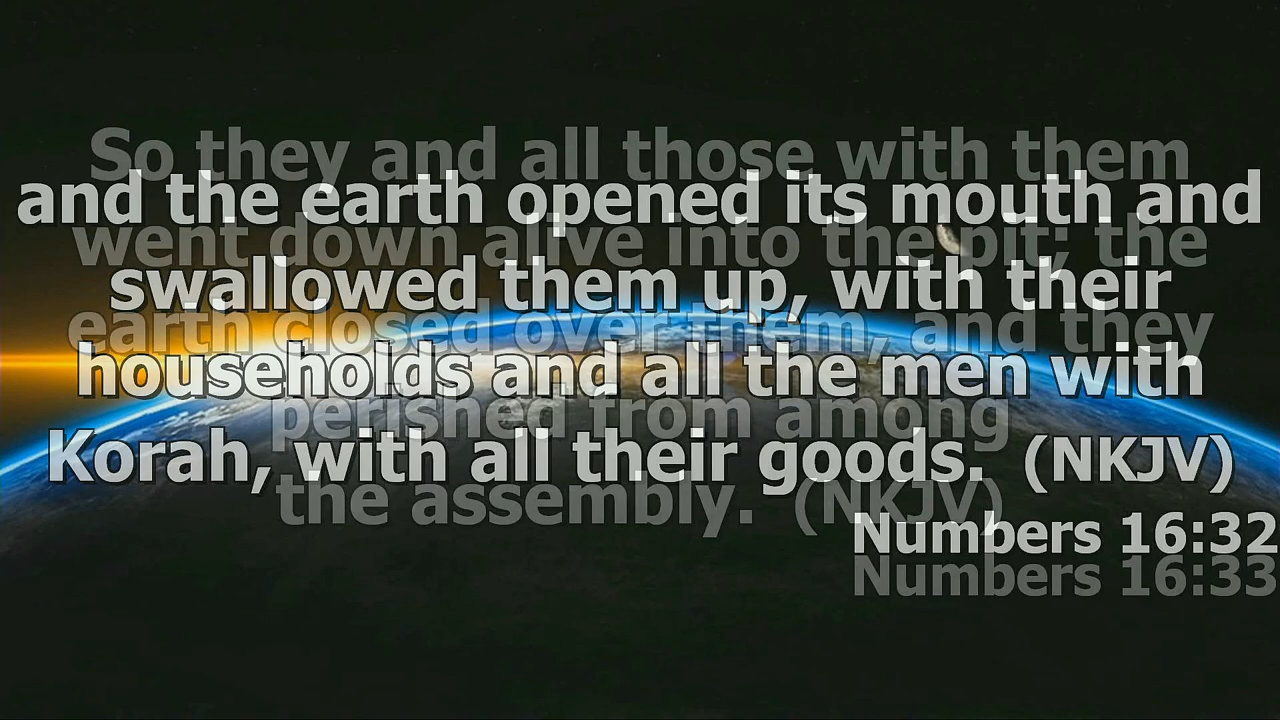 and the earth opened its mouth and
swallowed them up, with their
households and all the men with
Korah, with all their goods. (NKJV)
Numbers 16:32
So they and all those with them
went down alive into the pit; the
earth closed over them, and they
perished from among
the assembly. (NKJV)
Numbers 16:33